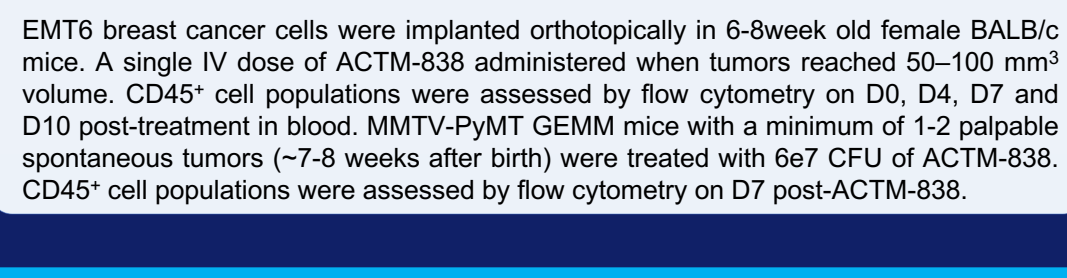 EMT6 breast cancer cells were implanted orthotopically in 6-8week old female BALB/c
mice. A single IV dose of ACTM-838 administered when tumors reached 50–100 mm³
volume. CD45⁺ cell populations were assessed by flow cytometry on D0, D4, D7 and
D10 post-treatment in blood. MMTV-PyMT GEMM mice with a minimum of 1-2 palpable
spontaneous tumors (~7-8 weeks after birth) were treated with 6e7 CFU of ACTM-838.
CD45⁺ cell populations were assessed by flow cytometry on D7 post-ACTM-838.